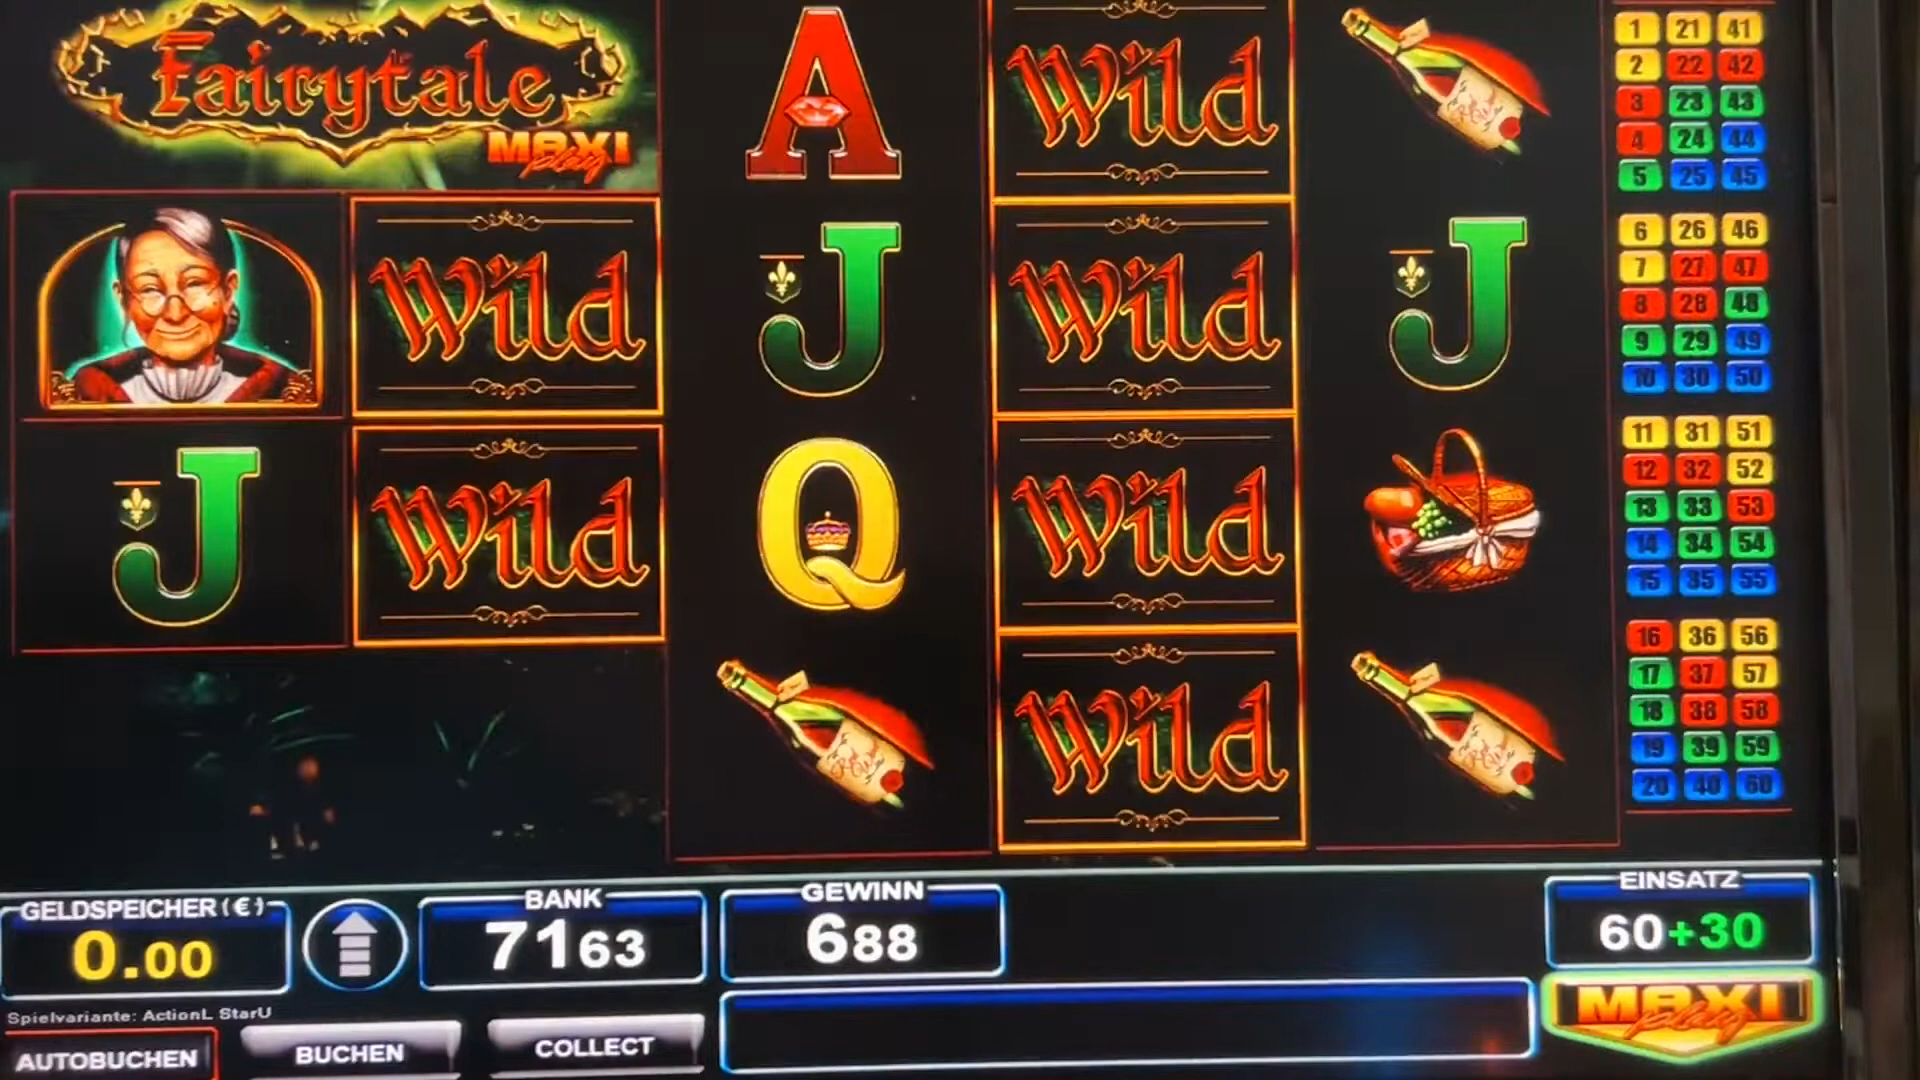 Fairytale
MAXI
play
A
Wild
J
Wild
J
Wild
J
Wild
Q
Wild
Wild
1 21 41
2 22 42
3 23 43
4 24 44
5 25 45
6 26 46
7 27 47
8 28 48
9 29 49
10 30 50
11 31 51
12 32 52
13 33 53
14 34 54
15 35 55
16 36 56
17 37 57
18 38 58
19 39 59
20 40 60
GELDSPEICHER(€)
0.00
BANK
7163
GEWINN
688
EINSATZ
60+30
MAXI
play
Spielvariante: ActionL StarU
AUTOBUCHEN
BUCHEN
COLLECT